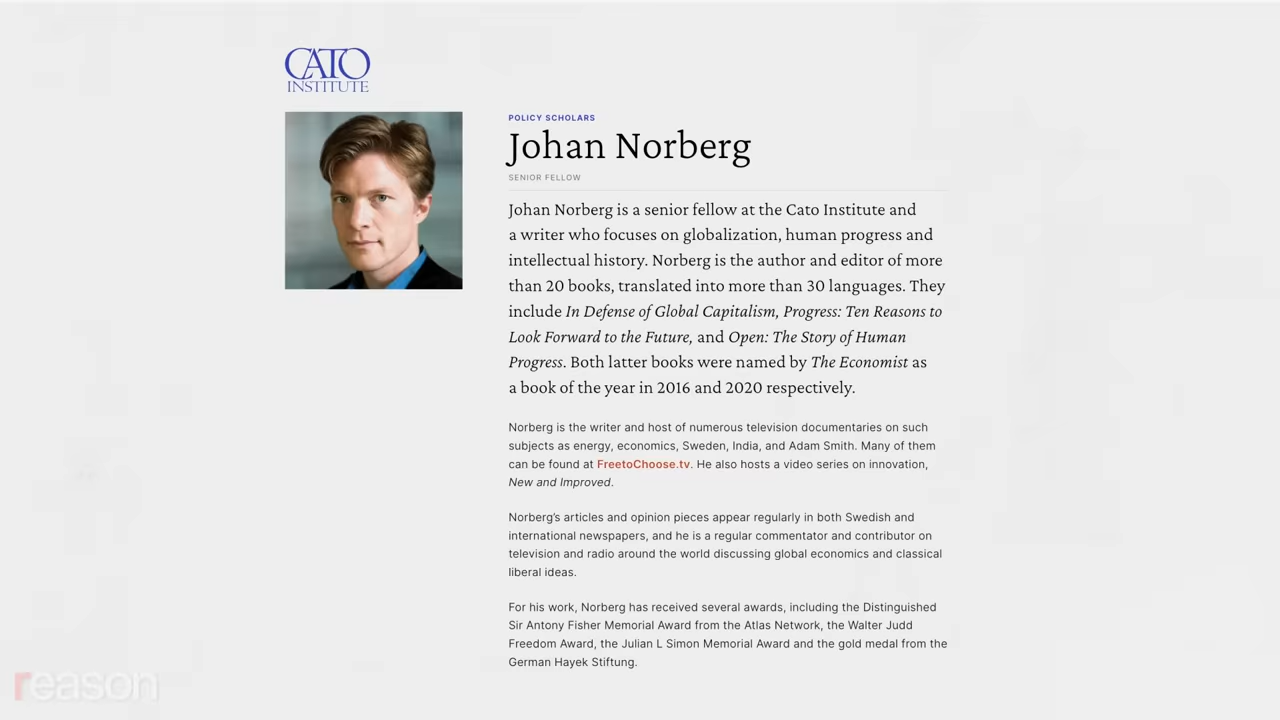 CATO
INSTITUTE
POLICY SCHOLARS
Johan Norberg
SENIOR FELLOW
Johan Norberg is a senior fellow at the Cato Institute and
a writer who focuses on globalization, human progress and
intellectual history. Norberg is the author and editor of more
than 20 books, translated into more than 30 languages. They
include In Defense of Global Capitalism, Progress: Ten Reasons to
Look Forward to the Future, and Open: The Story of Human
Progress. Both latter books were named by The Economist as
a book of the year in 2016 and 2020 respectively.
Norberg is the writer and host of numerous television documentaries on such
subjects as energy, economics, Sweden, India, and Adam Smith. Many of them
can be found at FreetoChoose.tv. He also hosts a video series on innovation,
New and Improved.
Norberg’s articles and opinion pieces appear regularly in both Swedish and
international newspapers, and he is a regular commentator and contributor on
television and radio around the world discussing global economics and classical
liberal ideas.
For his work, Norberg has received several awards, including the Distinguished
Sir Antony Fisher Memorial Award from the Atlas Network, the Walter Judd
Freedom Award, the Julian L Simon Memorial Award and the gold medal from the
German Hayek Stiftung.
reason